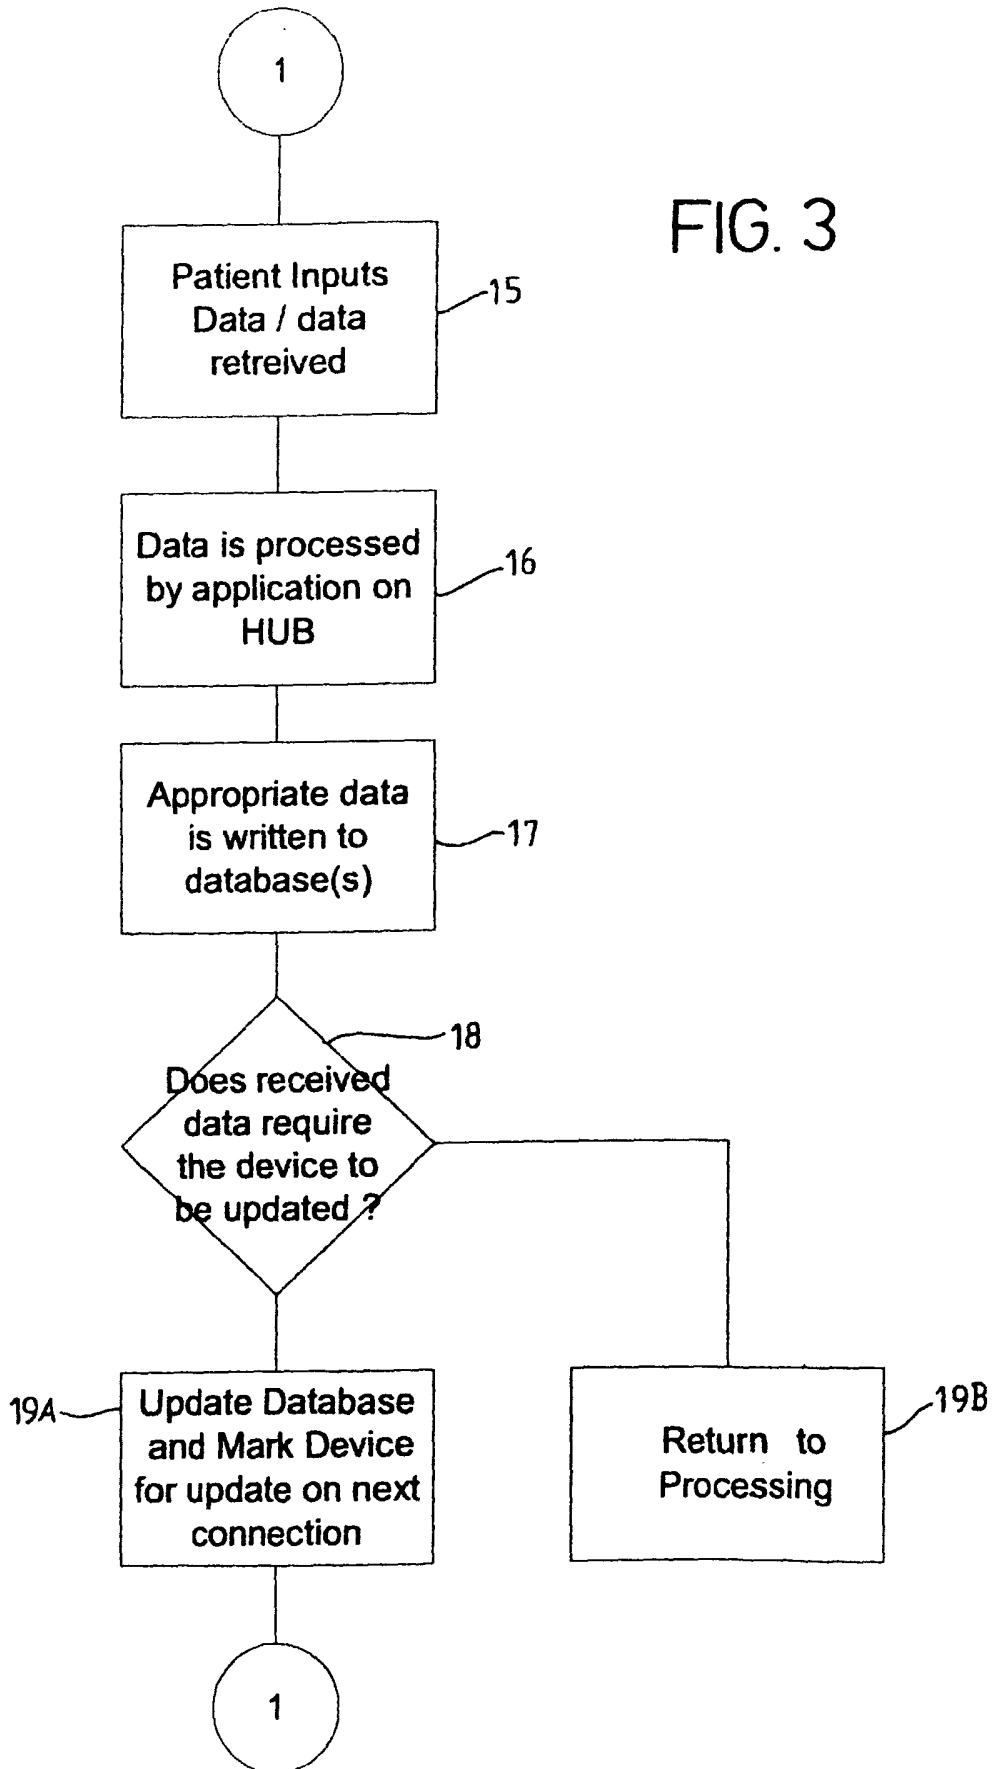 1
FIG. 3
Patient Inputs
Data / data
retreived
15
Data is processed
by application on
HUB
16
Appropriate data
is written to
database(s)
17
18
Does received
data require
the device to
be updated ?
19A
Update Database
and Mark Device
for update on next
connection
19B
Return to
Processing
1